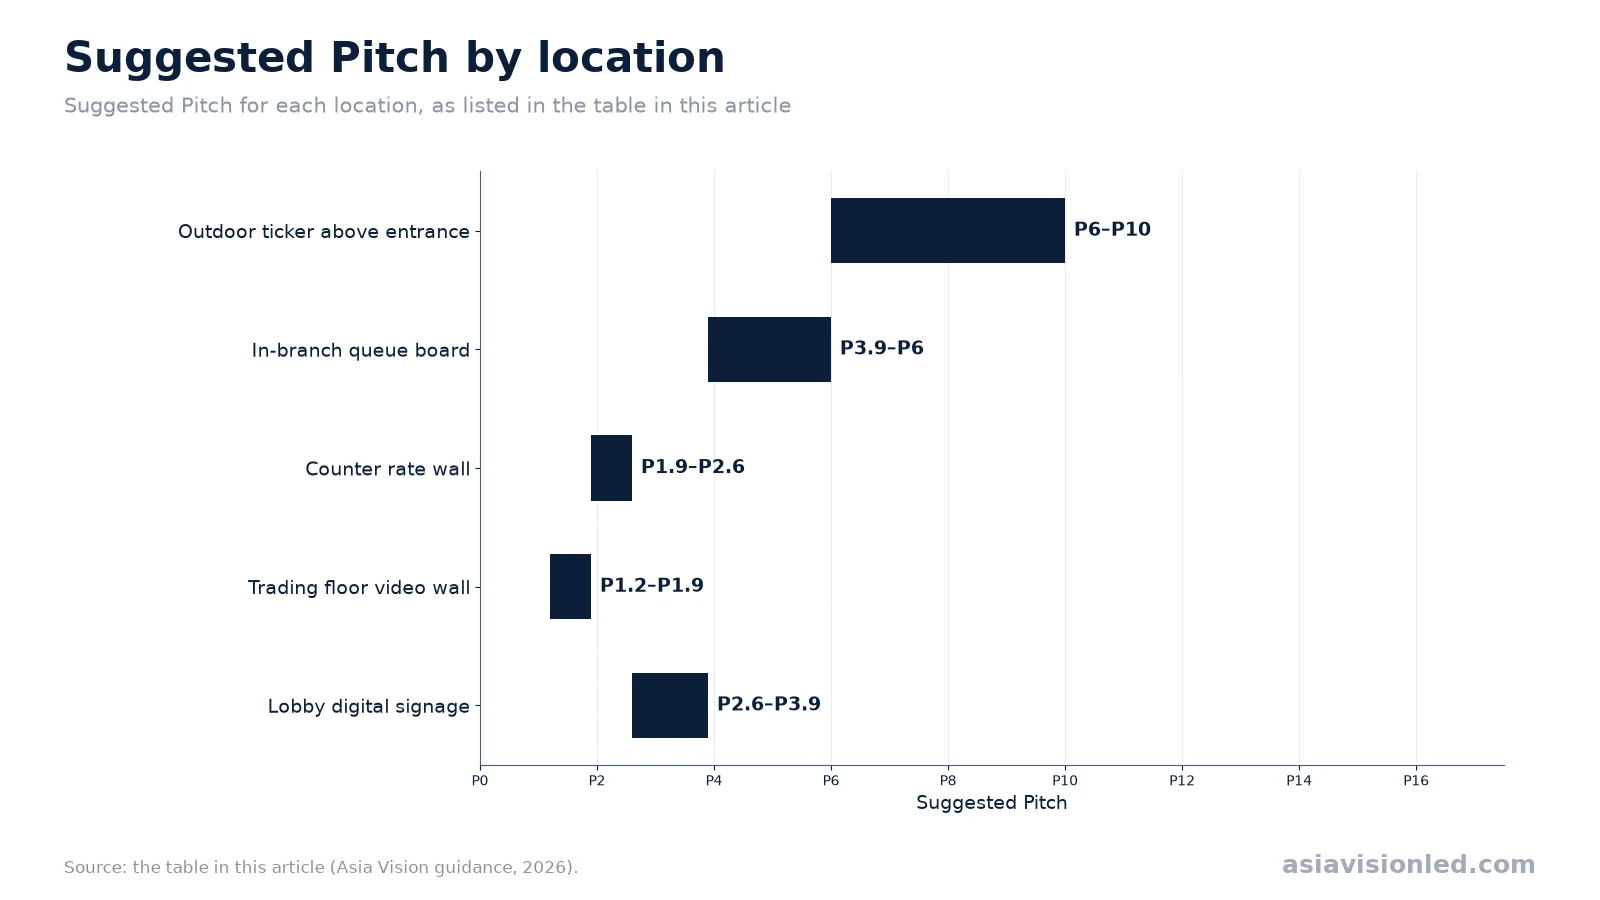 Suggested Pitch by location
Suggested Pitch for each location, as listed in the table in this article
Outdoor ticker above entrance
P6–P10
In-branch queue board
P3.9–P6
Counter rate wall
P1.9–P2.6
Trading floor video wall
P1.2–P1.9
Lobby digital signage
P2.6–P3.9
P0 P2 P4 P6 P8 P10 P12 P14 P16
Suggested Pitch
Source: the table in this article (Asia Vision guidance, 2026).
asiavisionled.com